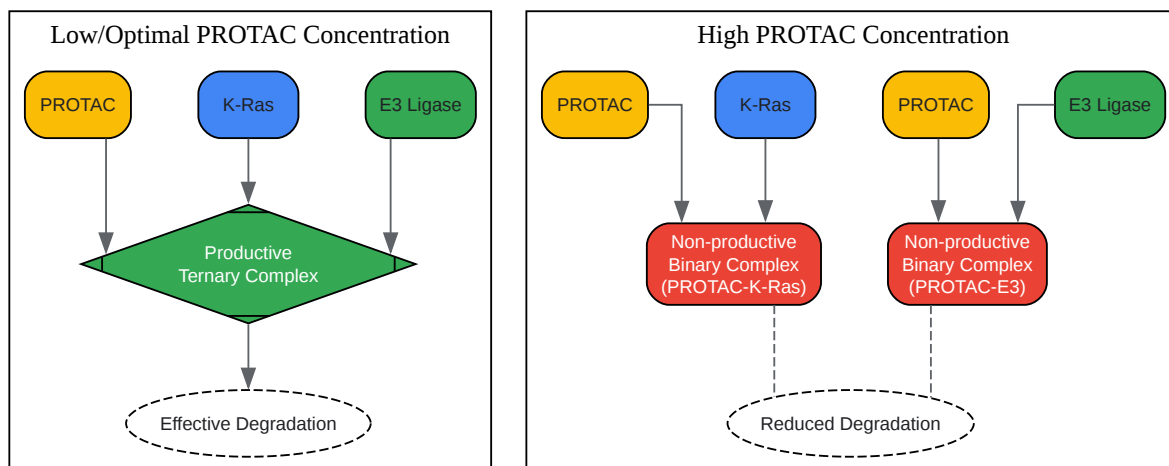 Low/Optimal PROTAC Concentration
PROTAC
K-Ras
E3 Ligase
Productive
Ternary Complex
Effective Degradation
High PROTAC Concentration
PROTAC
K-Ras
PROTAC
E3 Ligase
Non-productive
Binary Complex
(PROTAC-K-Ras)
Non-productive
Binary Complex
(PROTAC-E3)
Reduced Degradation